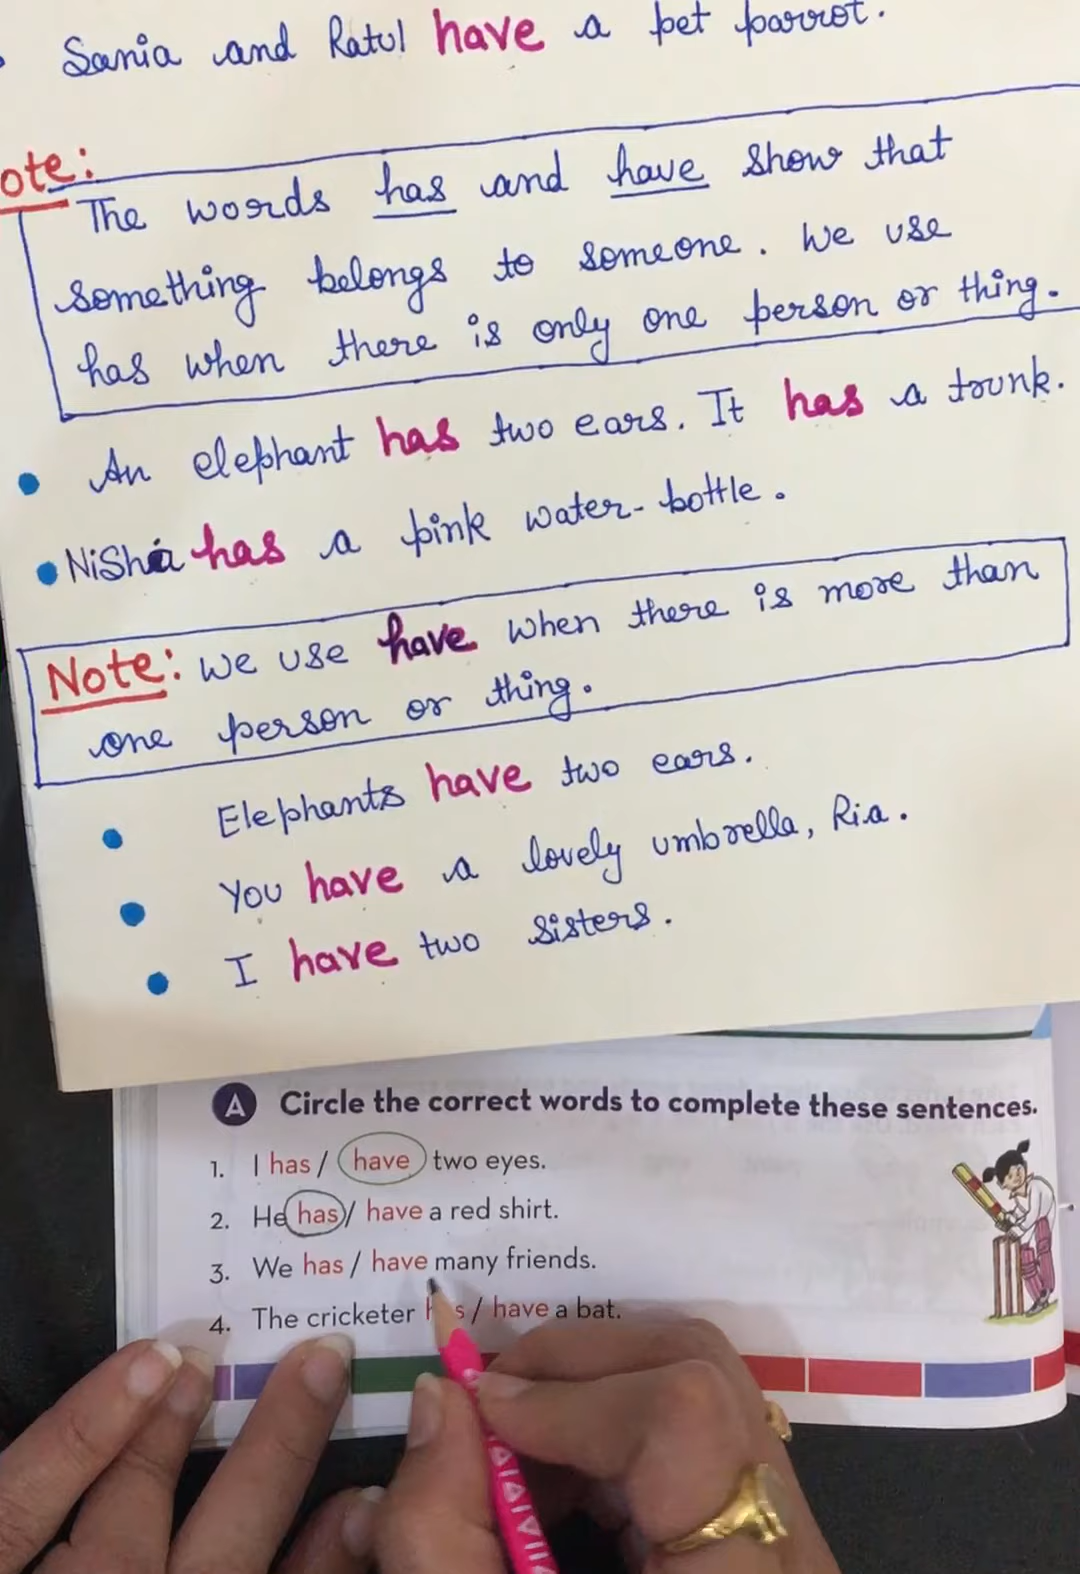 Sania and Ratul have a pet parrot.
ote:
The words has and have show that
something belongs to someone. We use
has when there is only one person or thing.
An elephant has two ears. It has a trunk.
Nisha has a pink water-bottle.
Note: We use have when there is more than
one person or thing.
Elephants have two ears.
You have a lovely umbrella, Ria.
I have two sisters.
A Circle the correct words to complete these sentences.
1. I has / have two eyes.
2. He has / have a red shirt.
3. We has / have many friends.
4. The cricketer has / have a bat.